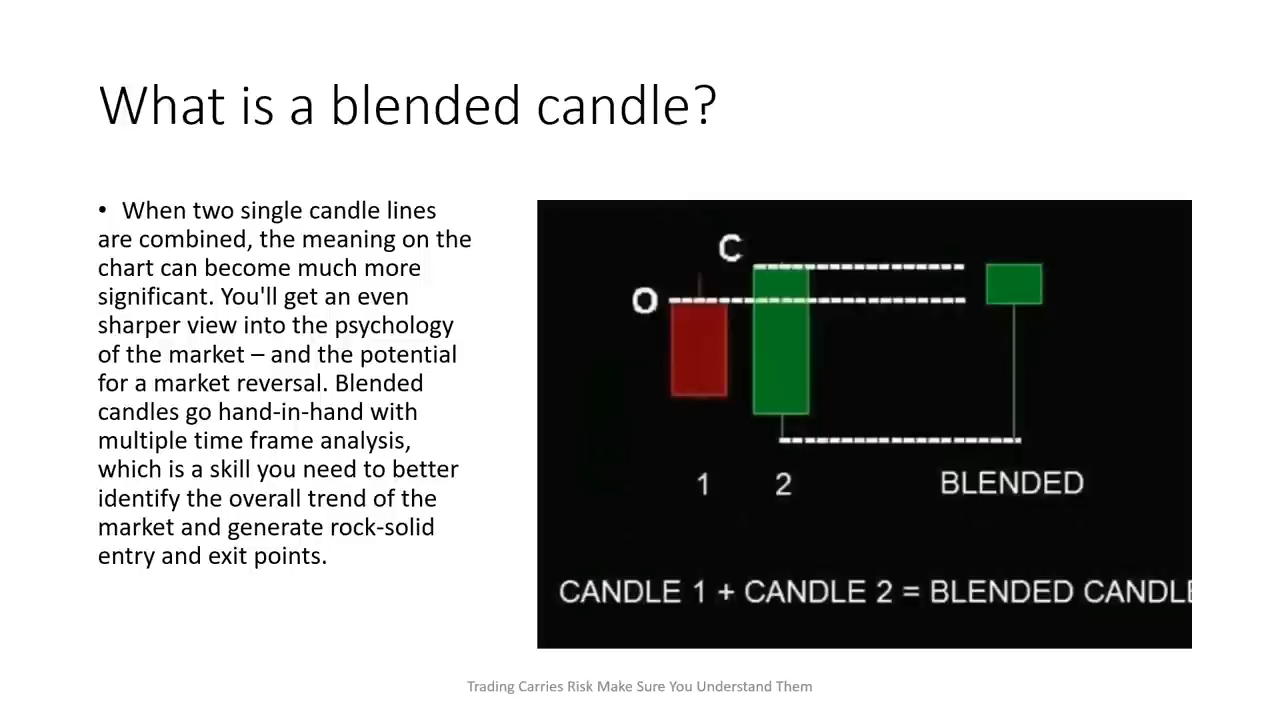 What is a blended candle?
• When two single candle lines
are combined, the meaning on the
chart can become much more
significant. You'll get an even
sharper view into the psychology
of the market – and the potential
for a market reversal. Blended
candles go hand-in-hand with
multiple time frame analysis,
which is a skill you need to better
identify the overall trend of the
market and generate rock-solid
entry and exit points.
C
O
1 2 BLENDED
CANDLE 1 + CANDLE 2 = BLENDED CANDLE
Trading Carries Risk Make Sure You Understand Them